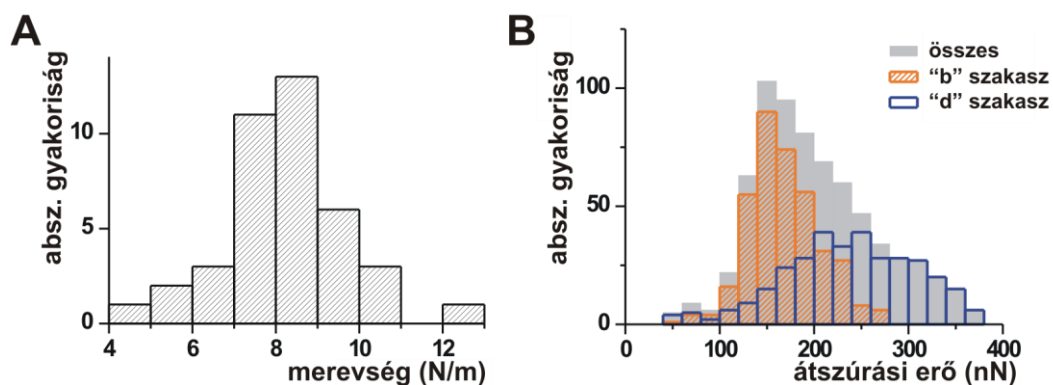 A
absz. gyakoriság
10
5
0
4
6
8
10
12
merevség (N/m)
B
absz. gyakoriság
összes
“b” szakasz
“d” szakasz
100
50
0
0
100
200
300
400
átszúrási erő (nN)